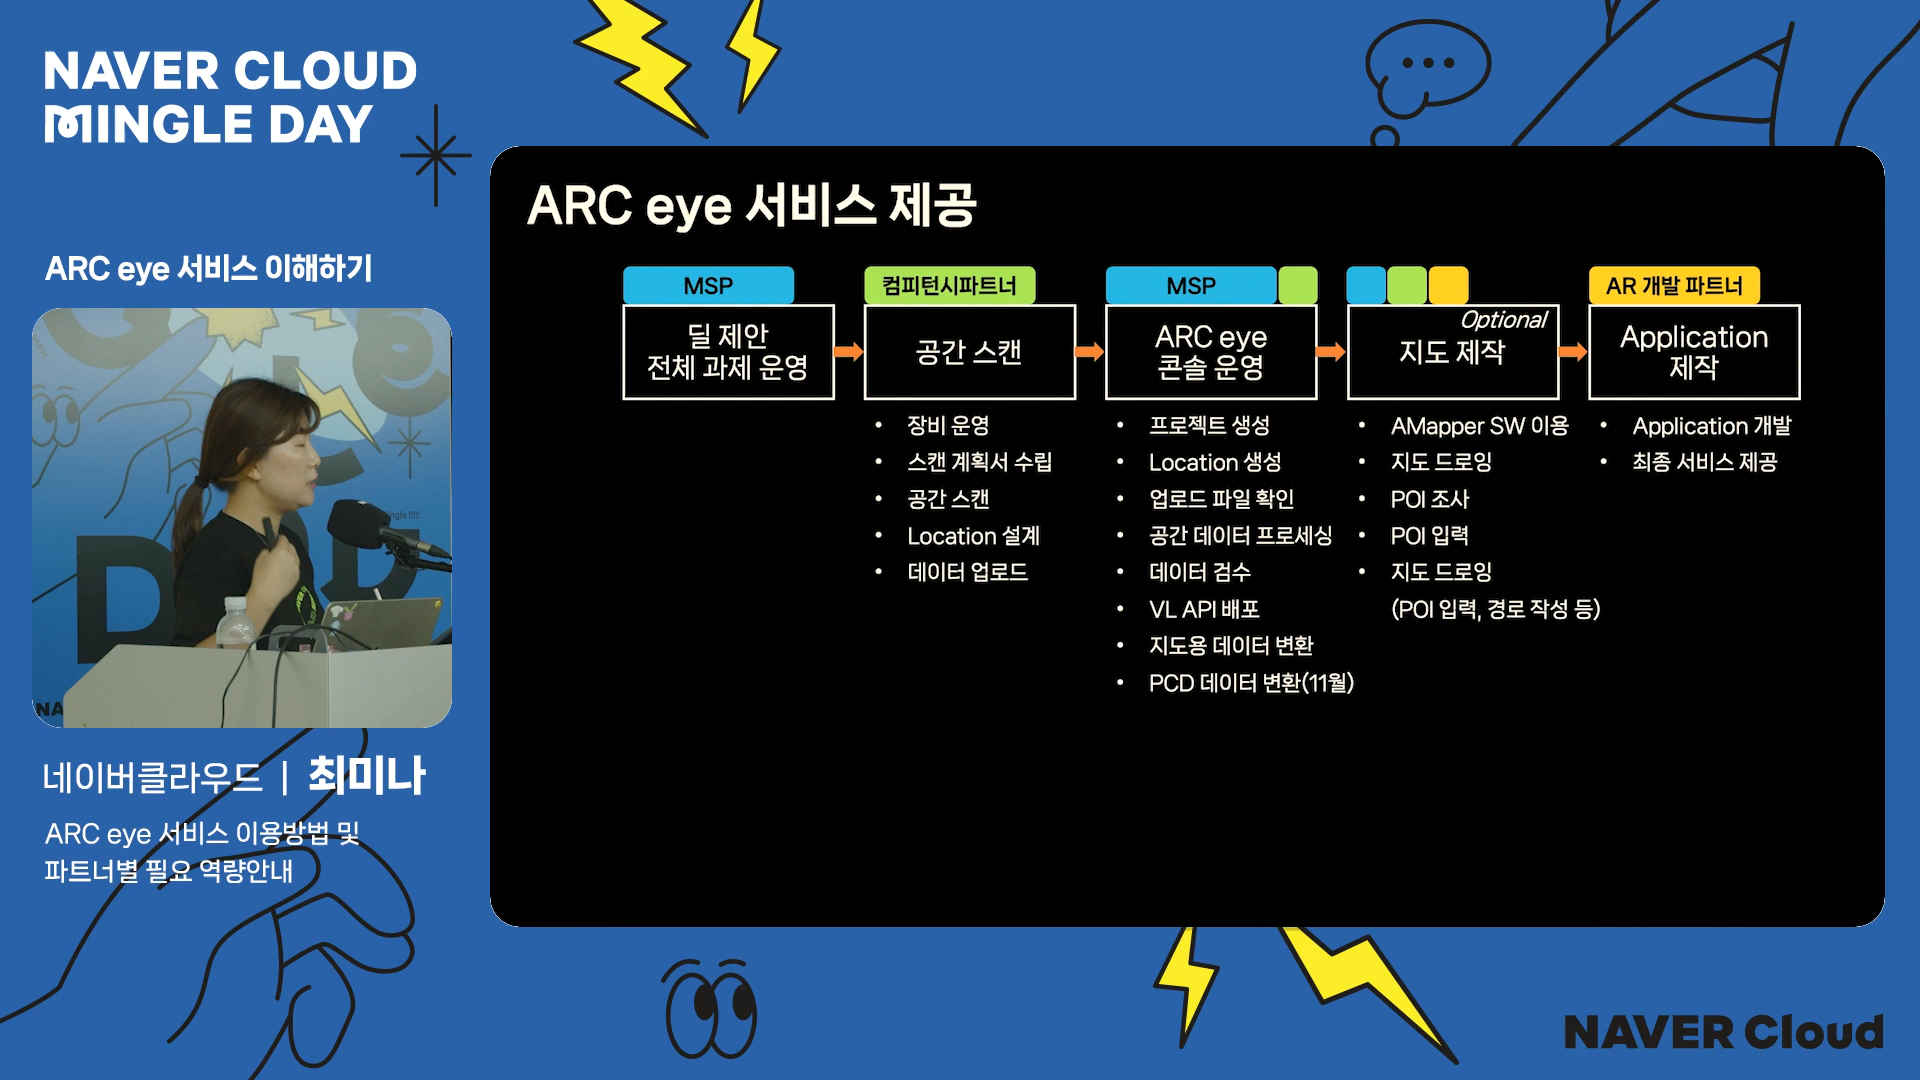 NAVER CLOUD
MINGLE DAY
ARC eye 서비스 이해하기
네이버클라우드 | 최미나
ARC eye 서비스 이용방법 및
파트너별 필요 역량안내
ARC eye 서비스 제공
MSP
딜 제안
전체 과제 운영
컴피턴시파트너
공간 스캔
• 장비 운영
• 스캔 계획서 수립
• 공간 스캔
• Location 설계
• 데이터 업로드
MSP
ARC eye
콘솔 운영
• 프로젝트 생성
• Location 생성
• 업로드 파일 확인
• 공간 데이터 프로세싱
• 데이터 검수
• VL API 배포
• 지도용 데이터 변환
• PCD 데이터 변환(11월)
Optional
지도 제작
• AMapper SW 이용
• 지도 드로잉
• POI 조사
• POI 입력
• 지도 드로잉
(POI 입력, 경로 작성 등)
AR 개발 파트너
Application
제작
• Application 개발
• 최종 서비스 제공
NAVER Cloud